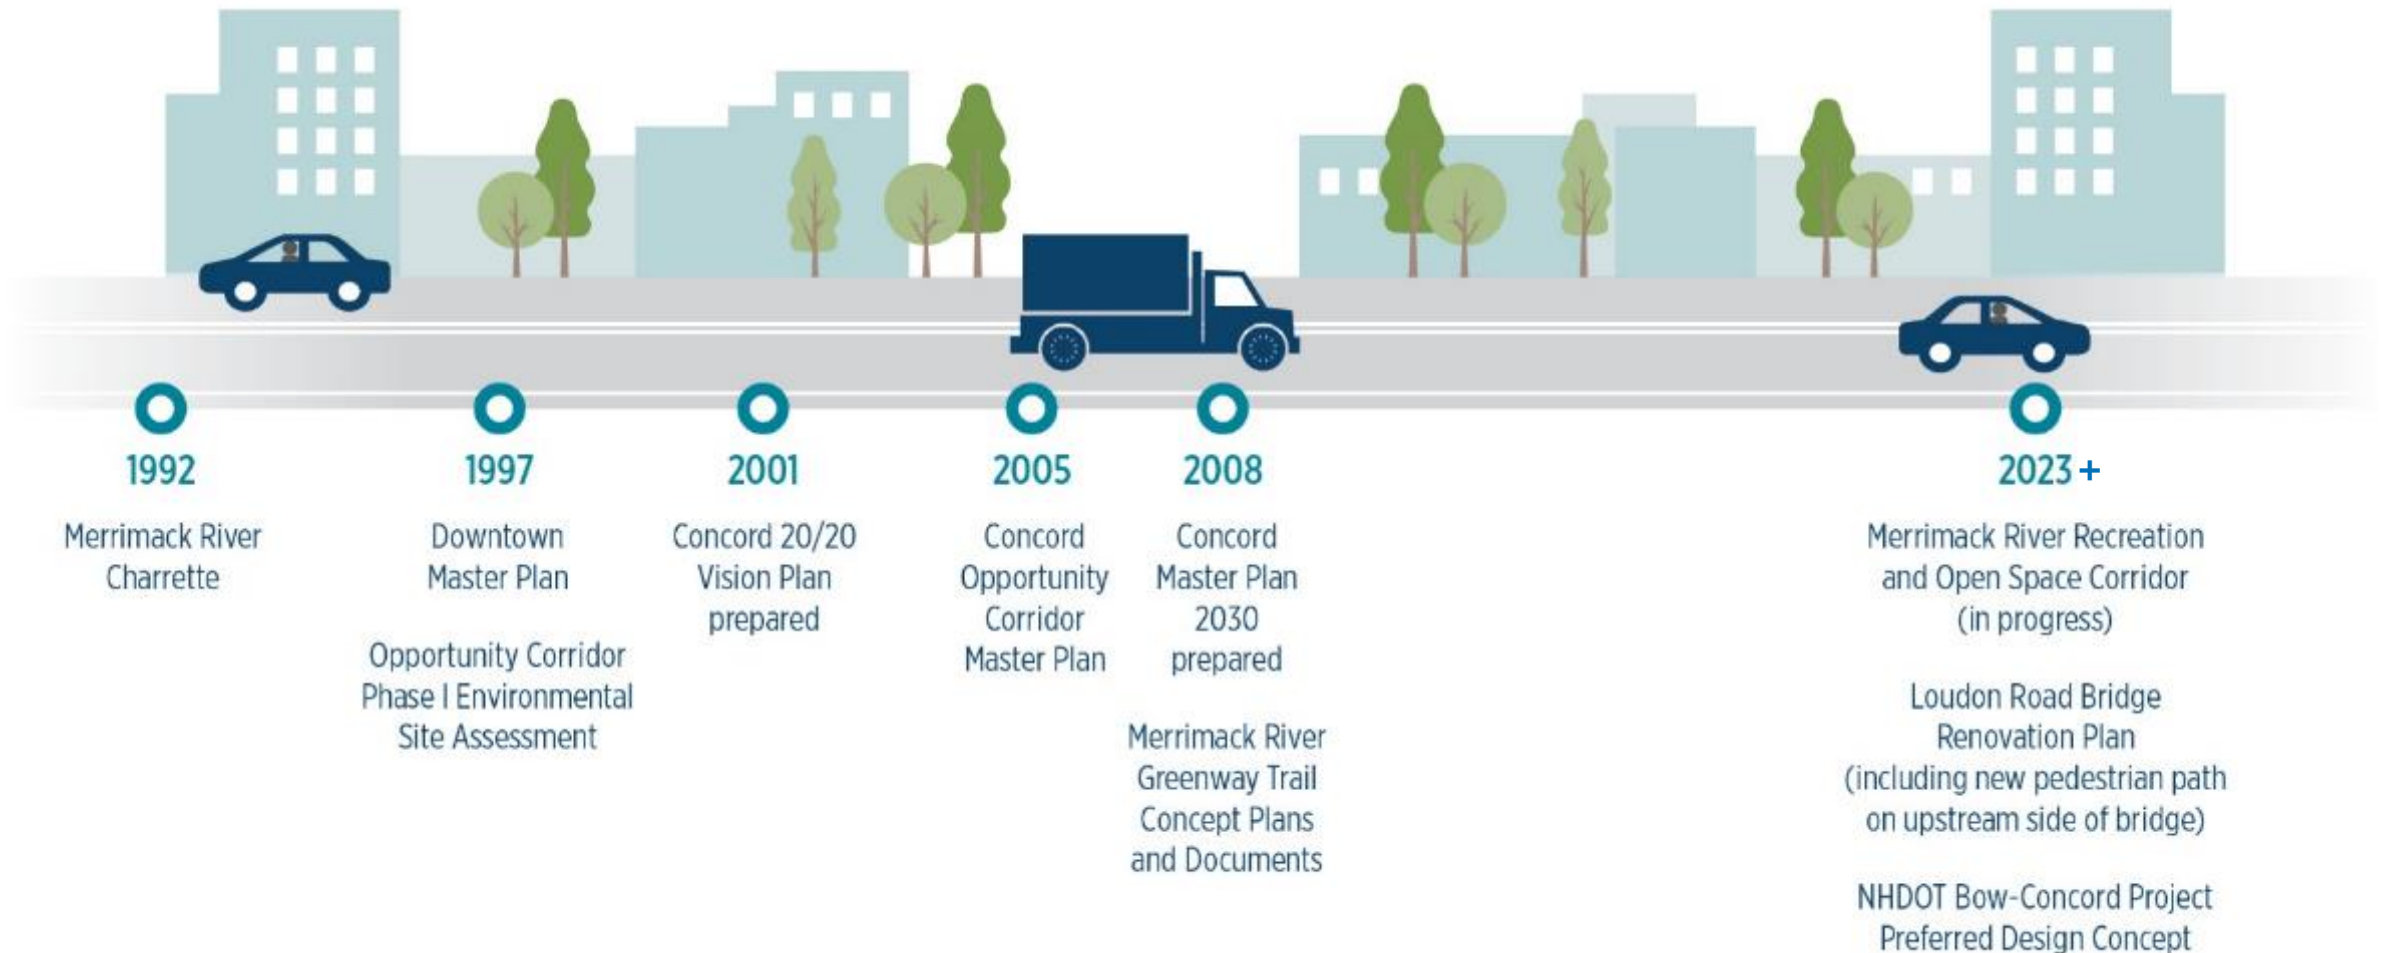 1992
Merrimack River
Charrette
1997
Downtown
Master Plan
Opportunity Corridor
Phase I Environmental
Site Assessment
2001
Concord 20/20
Vision Plan
prepared
2005
Concord
Opportunity
Corridor
Master Plan
2008
Concord
Master Plan
2030
prepared
Merrimack River
Greenway Trail
Concept Plans
and Documents
2023+
Merrimack River Recreation
and Open Space Corridor
(in progress)
Loudon Road Bridge
Renovation Plan
(including new pedestrian path
on upstream side of bridge)
NHDOT Bow-Concord Project
Preferred Design Concept